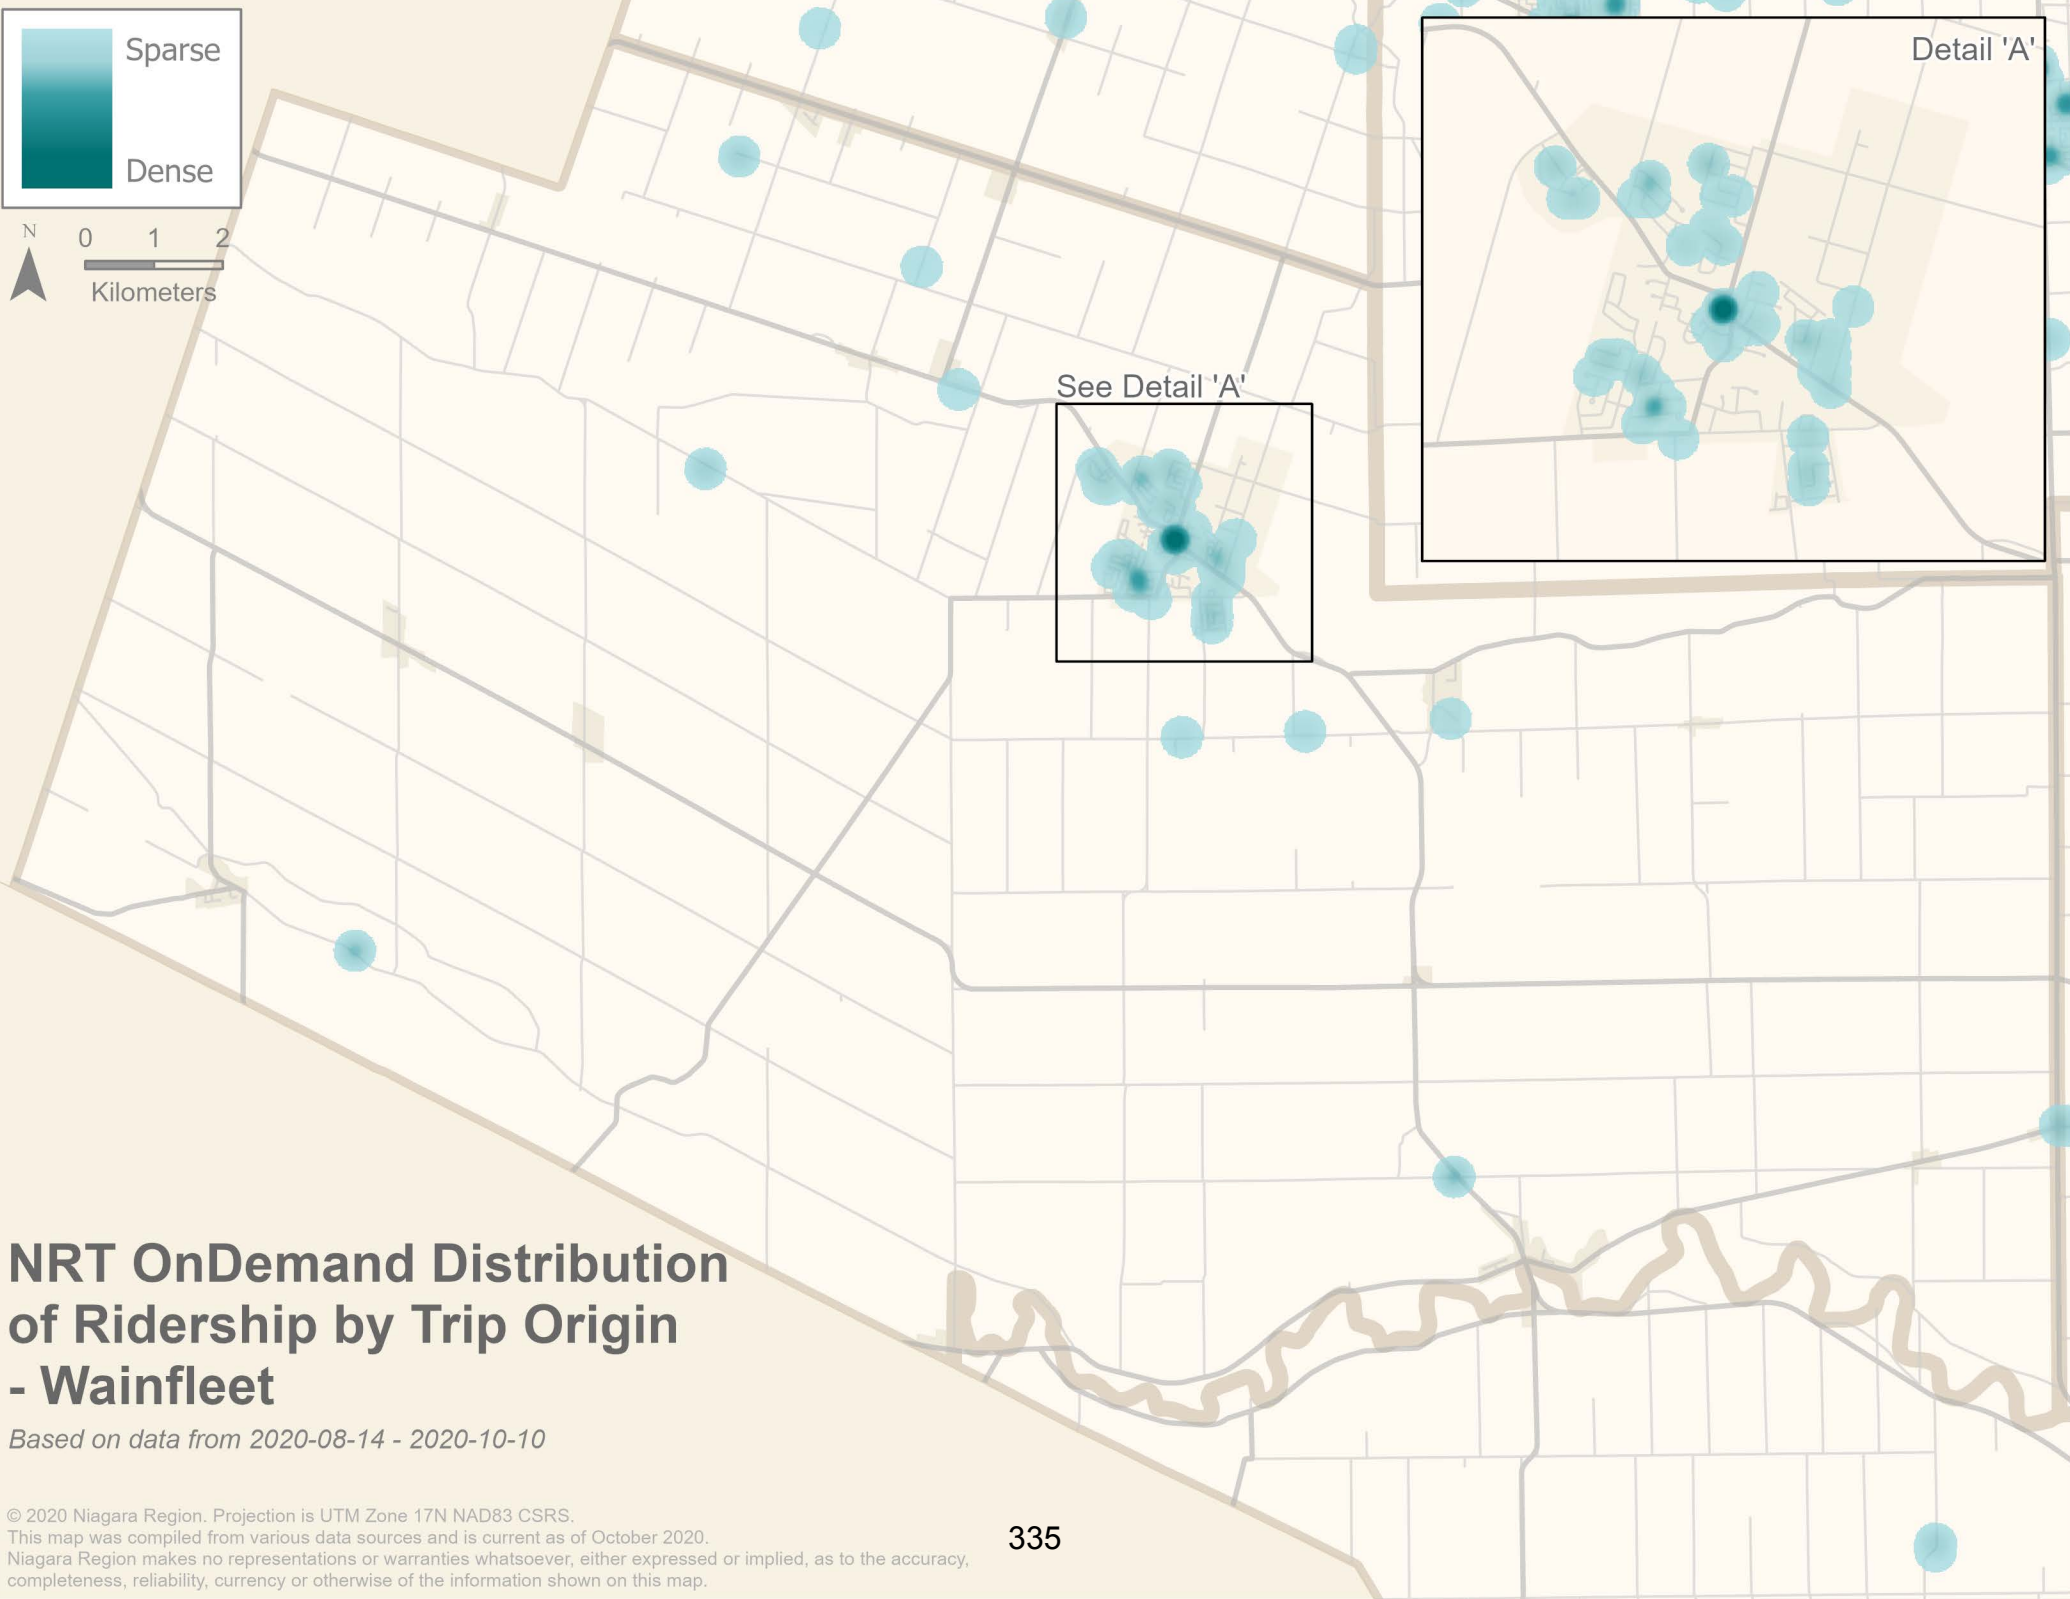 Sparse
Dense
N
0 1 2
Kilometers
Detail 'A'
See Detail 'A'
NRT OnDemand Distribution
of Ridership by Trip Origin
- Wainfleet
Based on data from 2020-08-14 - 2020-10-10
© 2020 Niagara Region. Projection is UTM Zone 17N NAD83 CSRS.
This map was compiled from various data sources and is current as of October 2020.
Niagara Region makes no representations or warranties whatsoever, either expressed or implied, as to the accuracy,
completeness, reliability, currency or otherwise of the information shown on this map.
335